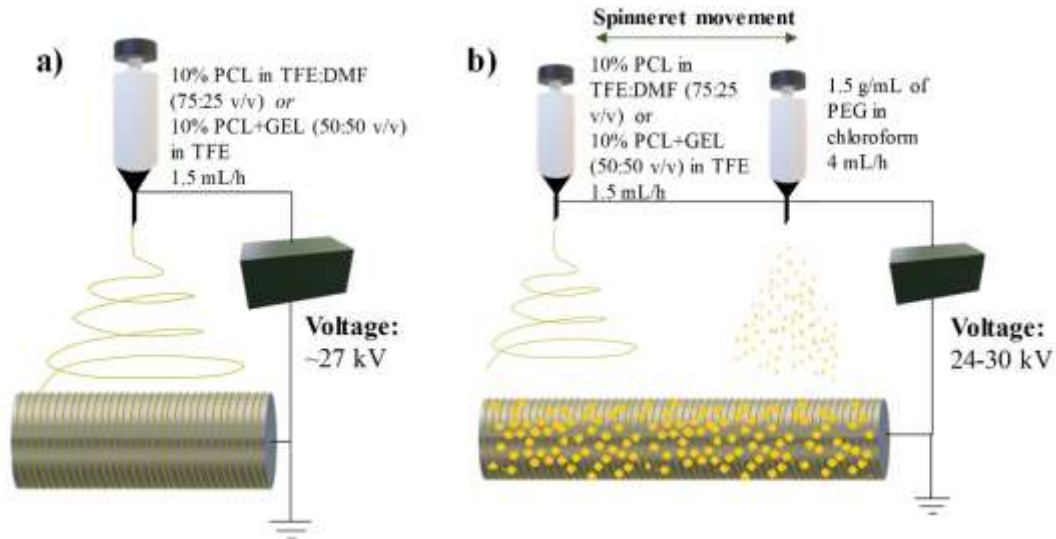 a)
10% PCL in TFE:DMF
(75:25 v/v) or
10% PCL+GEL (50:50 v/v)
in TFE
1.5 mL/h
Voltage:
~27 kV
Spinneret movement
b)
10% PCL in
TFE:DMF (75:25
v/v) or
10% PCL+GEL
(50:50 v/v) in TFE
1.5 mL/h
1.5 g/mL of
PEG in
chloroform
4 mL/h
Voltage:
24-30 kV